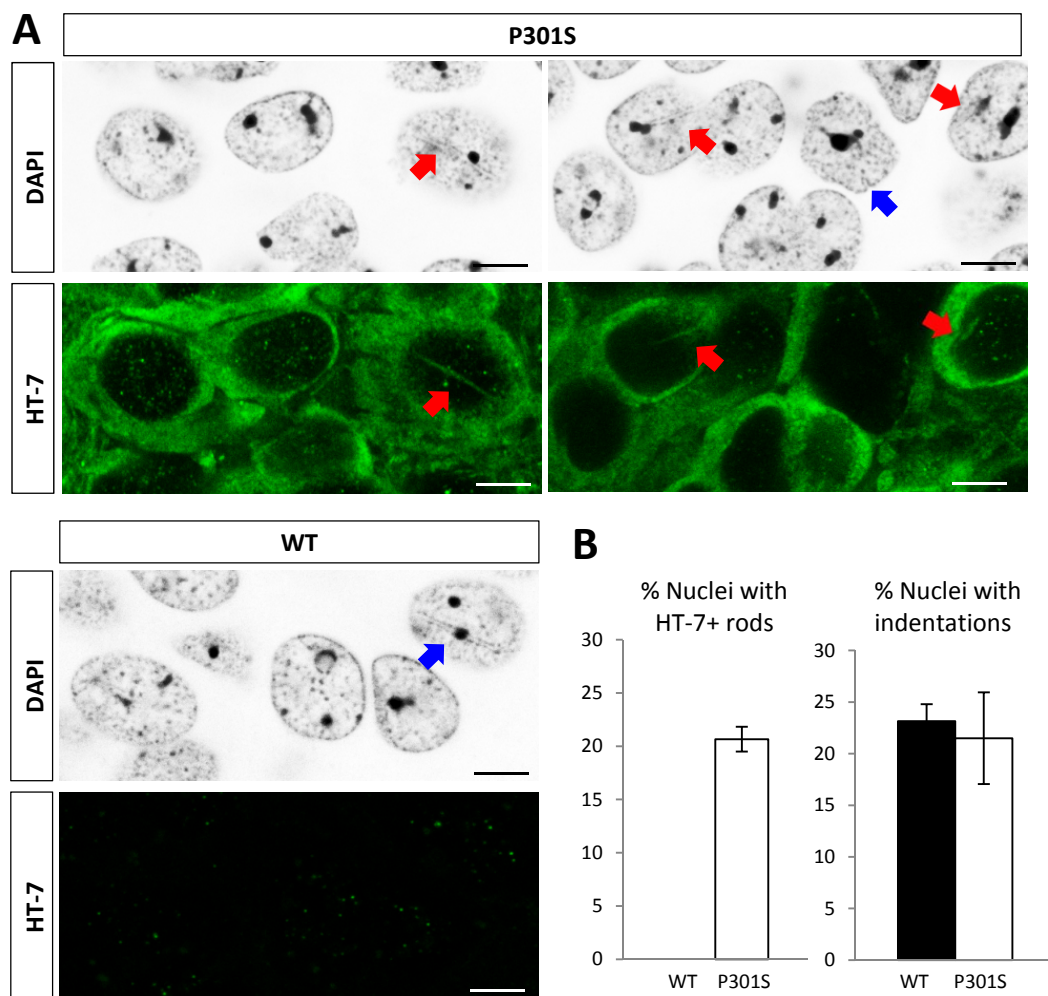 A
P301S
DAPI
HT-7
WT
DAPI
HT-7
B
% Nuclei with
HT-7+ rods
30
25
20
15
10
5
0
WT P301S
% Nuclei with
indentations
30
25
20
15
10
5
0
WT P301S